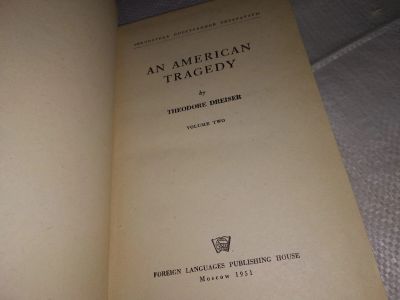 AN AMERICAN
TRAGEDY
by
THEODORE DREISER
VOLUME TWO
FOREIGN LANGUAGES PUBLISHING HOUSE
Moscow 1951